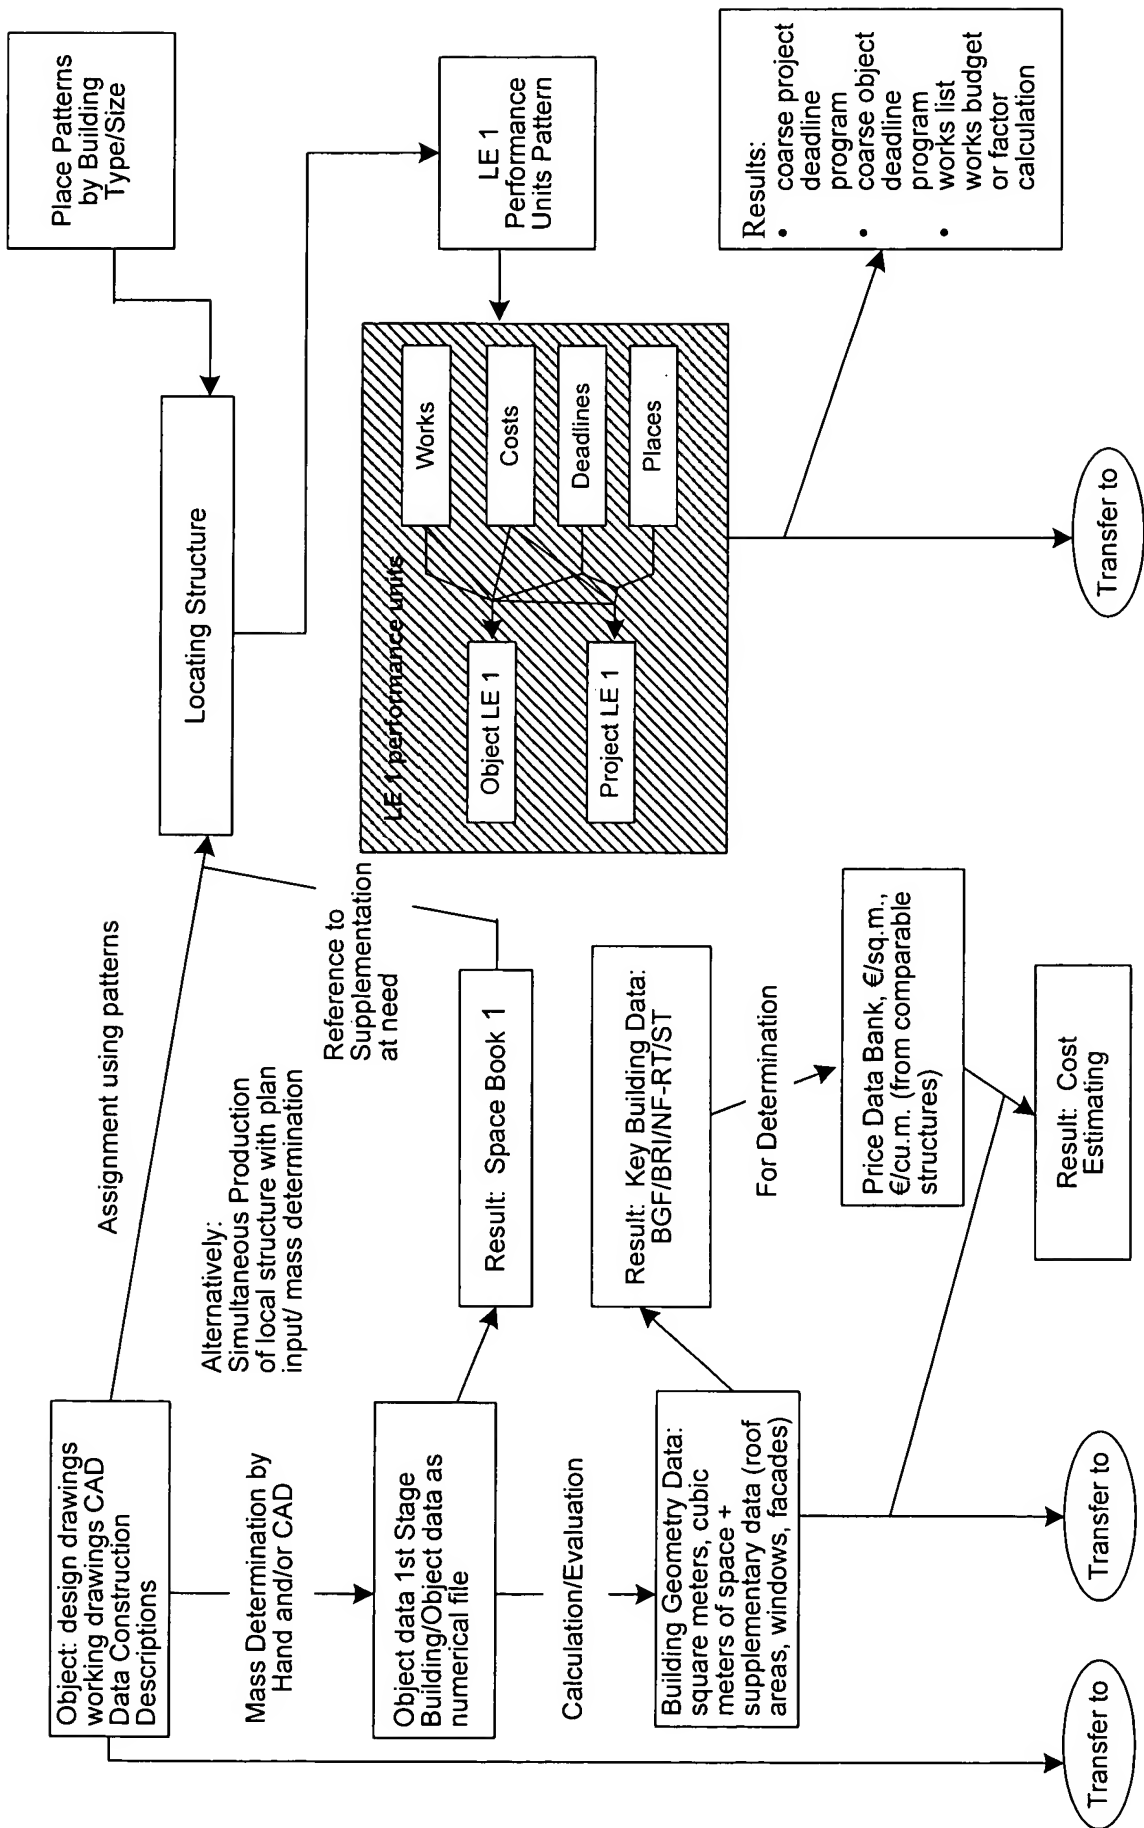 Object: design drawings
working drawings CAD
Data Construction
Descriptions
Assignment using patterns
Locating Structure
Place Patterns
by Building
Type/Size
Alternatively:
Simultaneous Production
of local structure with plan
input/ mass determination
Mass Determination by
Hand and/or CAD
Reference to
Supplementation
at need
Object data 1st Stage
Building/Object data as
numerical file
Result: Space Book 1
LE 1 performance units
Works
Costs
Deadlines
Places
Object LE 1
Project LE 1
LE 1
Performance
Units Pattern
Calculation/Evaluation
Result: Key Building Data:
BGF/BRI/NF-RT/ST
Building Geometry Data:
square meters, cubic
meters of space +
supplementary data (roof
areas, windows, facades)
For Determination
Price Data Bank, €/sq.m.,
€/cu.m. (from comparable
structures)
Results:
• coarse project
deadline
program
• coarse object
deadline
program
• works list
works budget
or factor
calculation
Transfer to
Transfer to
Result: Cost
Estimating
Transfer to